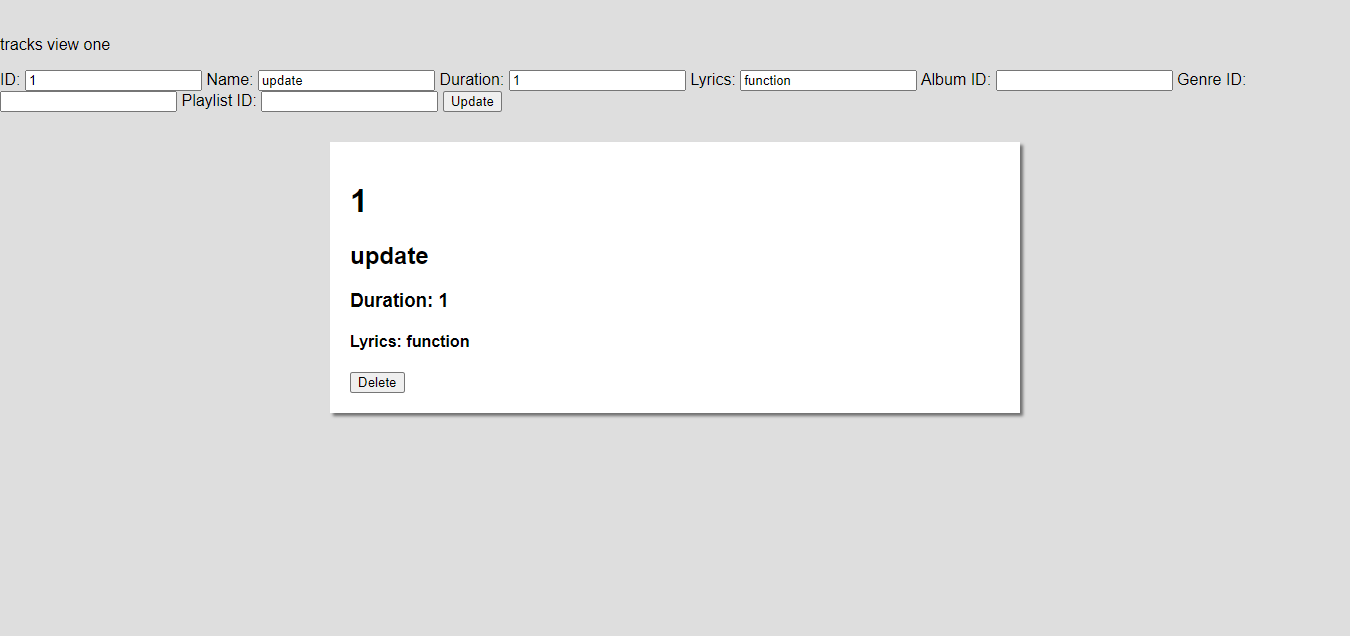 tracks view one
ID: 1 Name: update Duration: 1 Lyrics: function Album ID: Genre ID:
Playlist ID: Update
1
update
Duration: 1
Lyrics: function
Delete